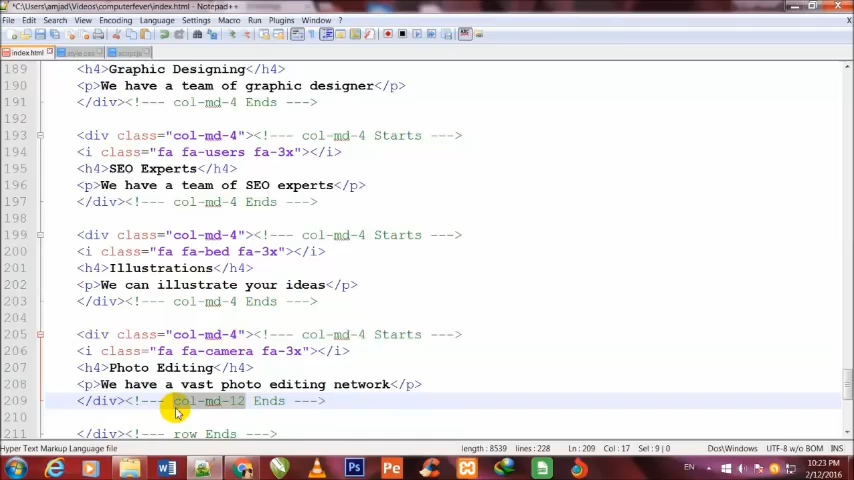 *C:\Users\amjad\Videos\computerfever\index.html - Notepad++
File Edit Search View Encoding Language Settings Macro Run Plugins Window ?
index.html style.css
189 <h4>Graphic Designing</h4>
190 <p>We have a team of graphic designer</p>
191 </div><!--- col-md-4 Ends --->
192
193 <div class="col-md-4"><!--- col-md-4 Starts --->
194 <i class="fa fa-users fa-3x"></i>
195 <h4>SEO Experts</h4>
196 <p>We have a team of SEO experts</p>
197 </div><!--- col-md-4 Ends --->
198
199 <div class="col-md-4"><!--- col-md-4 Starts --->
200 <i class="fa fa-bed fa-3x"></i>
201 <h4>Illustrations</h4>
202 <p>We can illustrate your ideas</p>
203 </div><!--- col-md-4 Ends --->
204
205 <div class="col-md-4"><!--- col-md-4 Starts --->
206 <i class="fa fa-camera fa-3x"></i>
207 <h4>Photo Editing</h4>
208 <p>We have a vast photo editing network</p>
209 </div><!--- col-md-12 Ends --->
210
211 </div><!--- row Ends --->
Hyper Text Markup Language file length : 8539 lines : 228 Ln : 209 Col : 17 Sel : 9 | 0 Dos\Windows UTF-8 w/o BOM INS
W Ps Pe EN 10:23 PM
2/12/2016